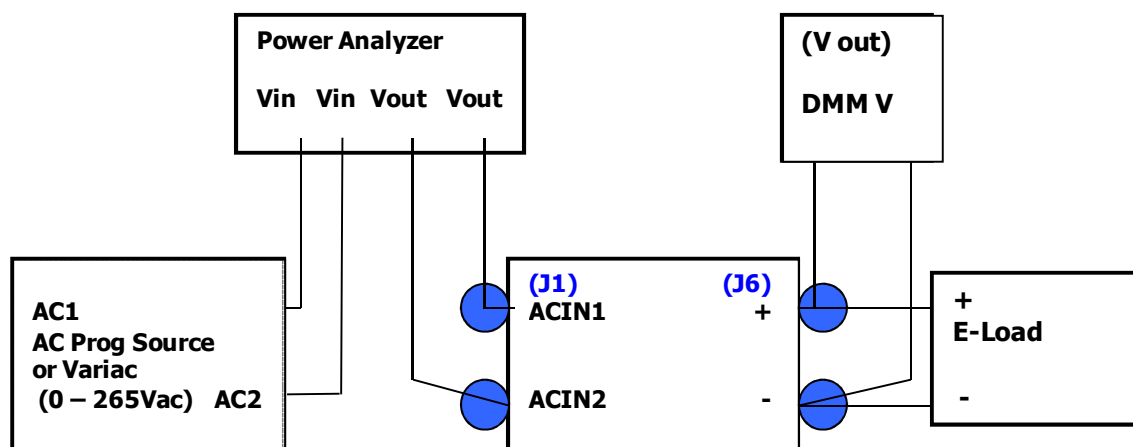 Power Analyzer
Vin Vin Vout Vout
(V out)
DMM V
AC1
AC Prog Source
or Variac
(0 – 265Vac) AC2
(J1) (J6)
ACIN1 +
ACIN2 -
+
E-Load
-